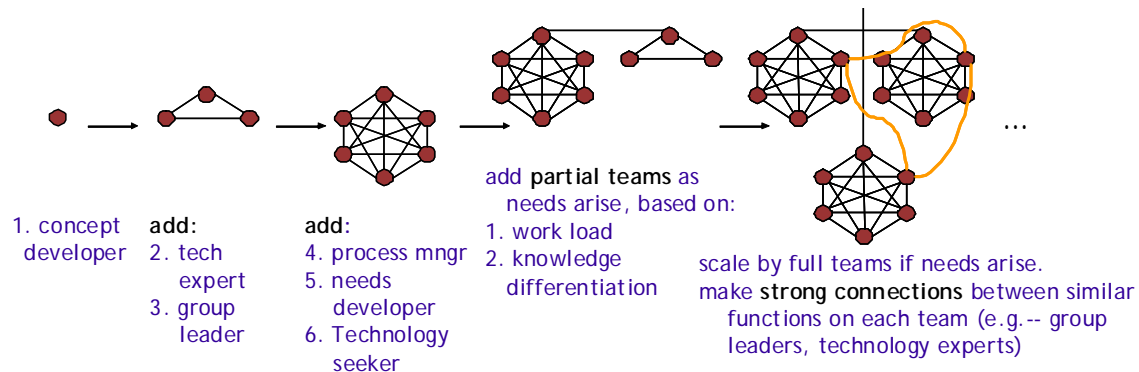 1. concept
developer
add:
2. tech
expert
3. group
leader
add:
4. process mngr
5. needs
developer
6. Technology
seeker
add partial teams as
needs arise, based on:
1. work load
2. knowledge
differentiation
...
scale by full teams if needs arise.
make strong connections between similar
functions on each team (e.g.-- group
leaders, technology experts)